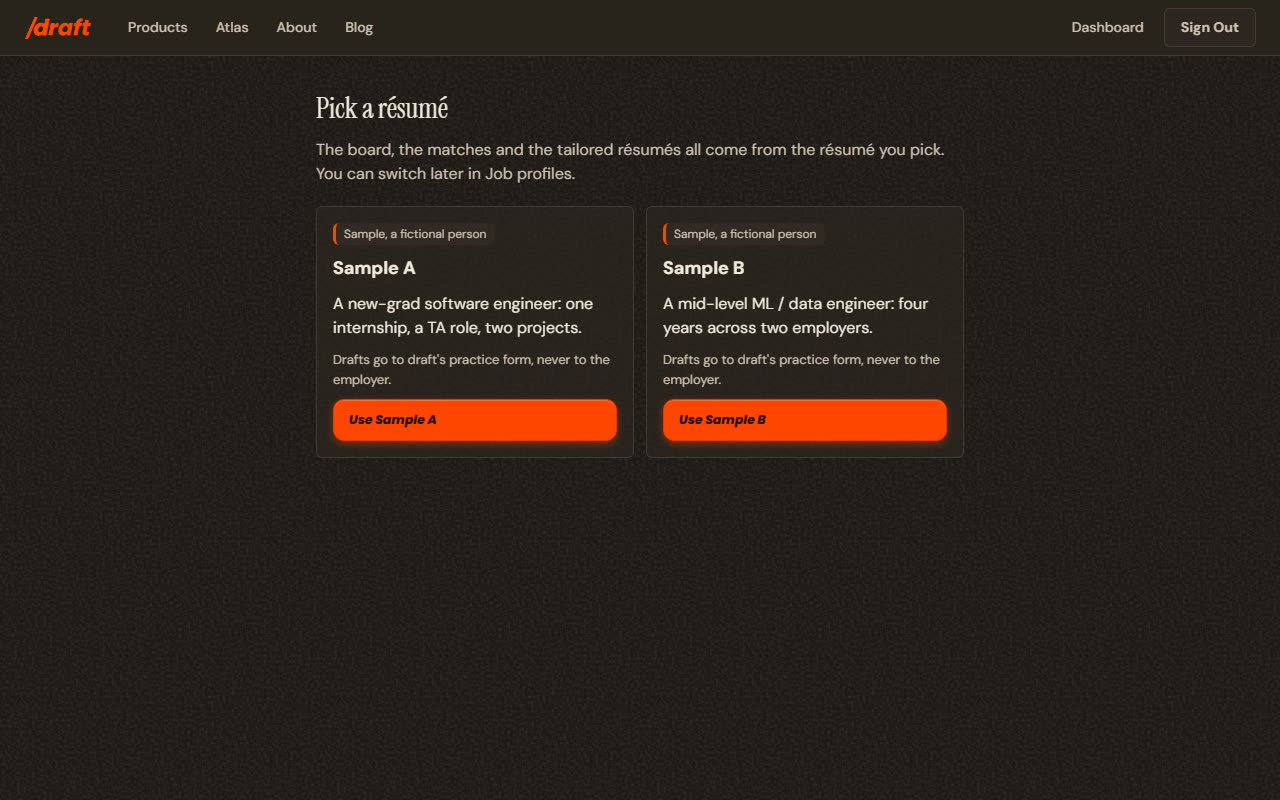 /draft
Products
Atlas
About
Blog
Dashboard
Sign Out
Pick a résumé
The board, the matches and the tailored résumés all come from the résumé you pick.
You can switch later in Job profiles.
Sample, a fictional person
Sample A
A new-grad software engineer: one
internship, a TA role, two projects.
Drafts go to draft's practice form, never to the
employer.
Use Sample A
Sample, a fictional person
Sample B
A mid-level ML / data engineer: four
years across two employers.
Drafts go to draft's practice form, never to the
employer.
Use Sample B